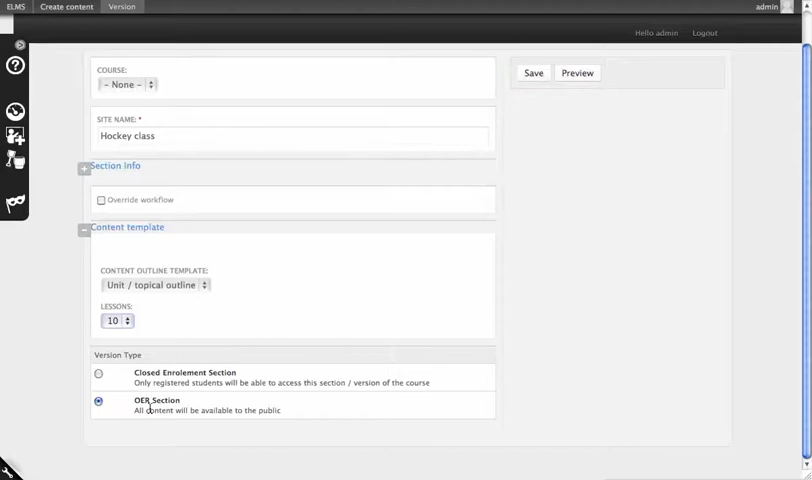 ELMS Create content Version admin
Hello admin Logout
COURSE:
- None -
Save Preview
SITE NAME: *
Hockey class
Section info
Override workflow
Content template
CONTENT OUTLINE TEMPLATE:
Unit / topical outline
LESSONS:
10
Version Type
Closed Enrolement Section
Only registered students will be able to access this section / version of the course
OER Section
All content will be available to the public